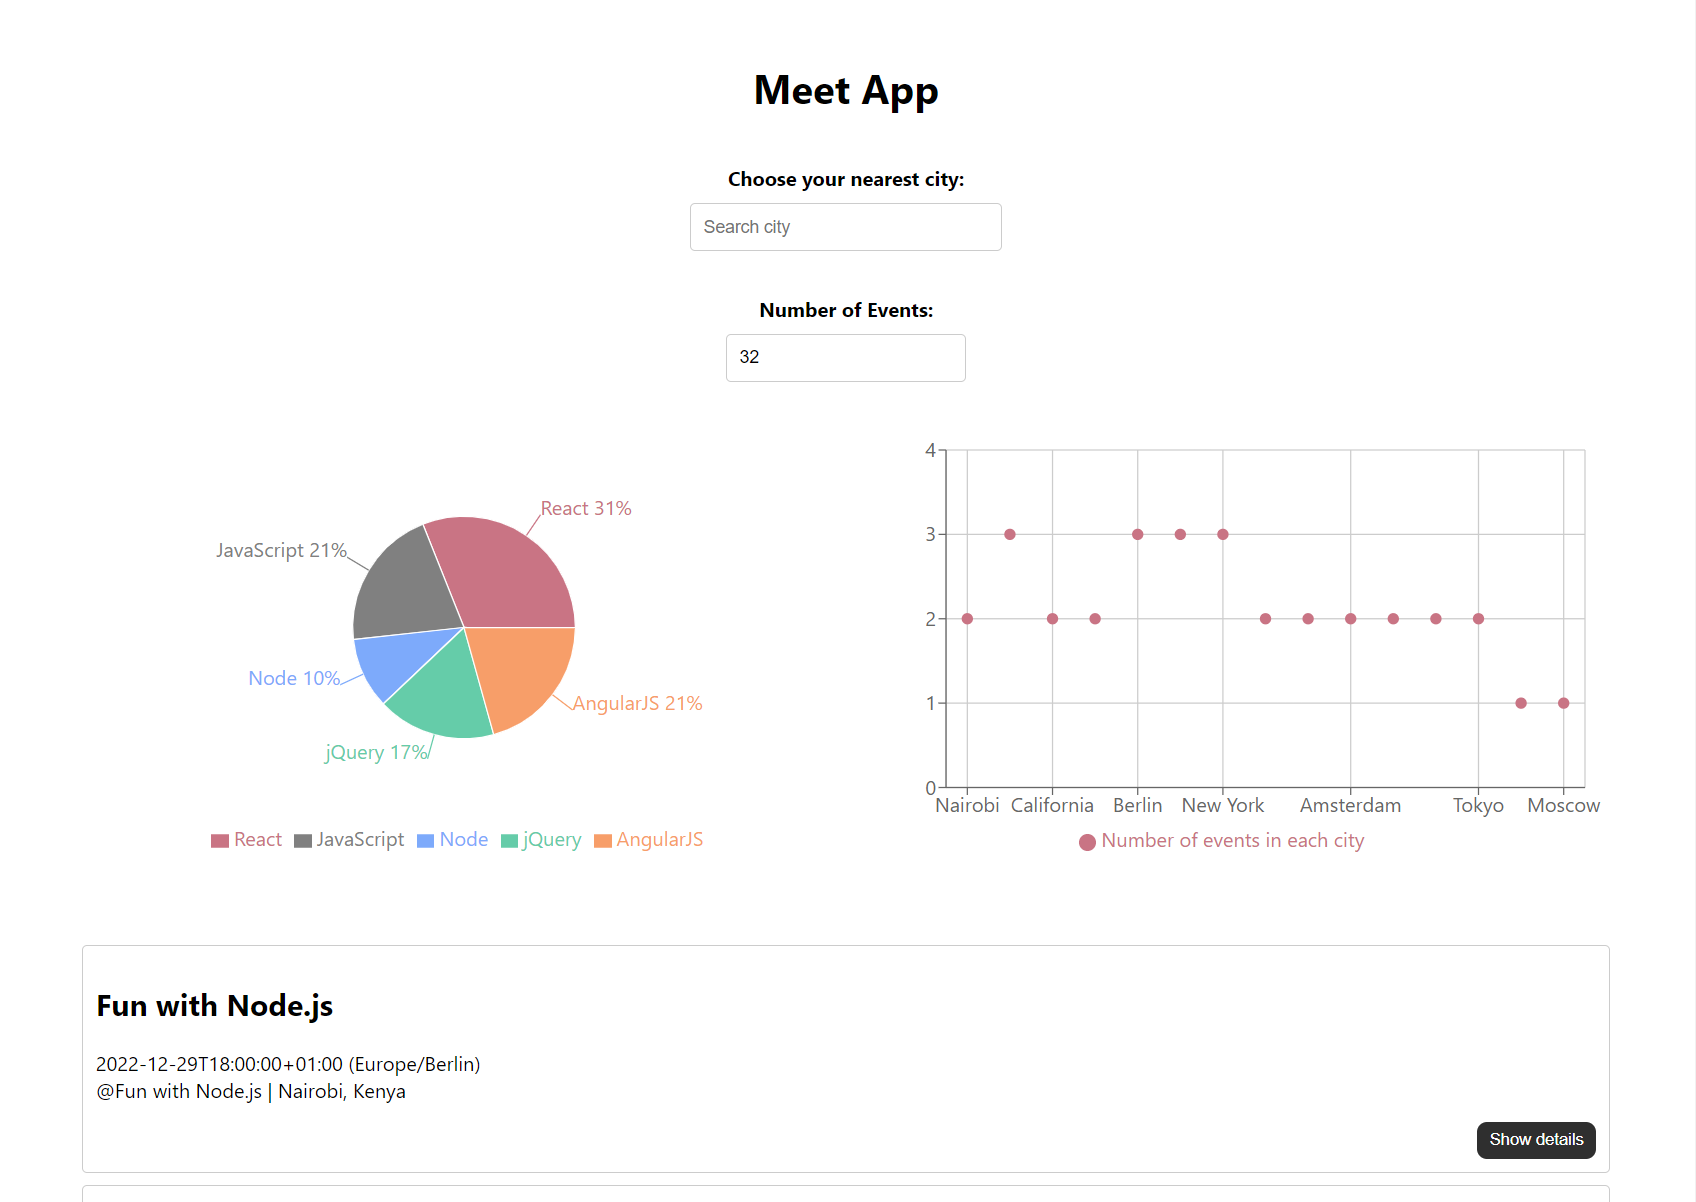 Meet App
Choose your nearest city:
Search city
Number of Events:
32
React 31%
JavaScript 21%
Node 10%
jQuery 17%
AngularJS 21%
React JavaScript Node jQuery AngularJS
4
3
2
1
0
Nairobi California Berlin New York Amsterdam Tokyo Moscow
Number of events in each city
Fun with Node.js
2022-12-29T18:00:00+01:00 (Europe/Berlin)
@Fun with Node.js | Nairobi, Kenya
Show details